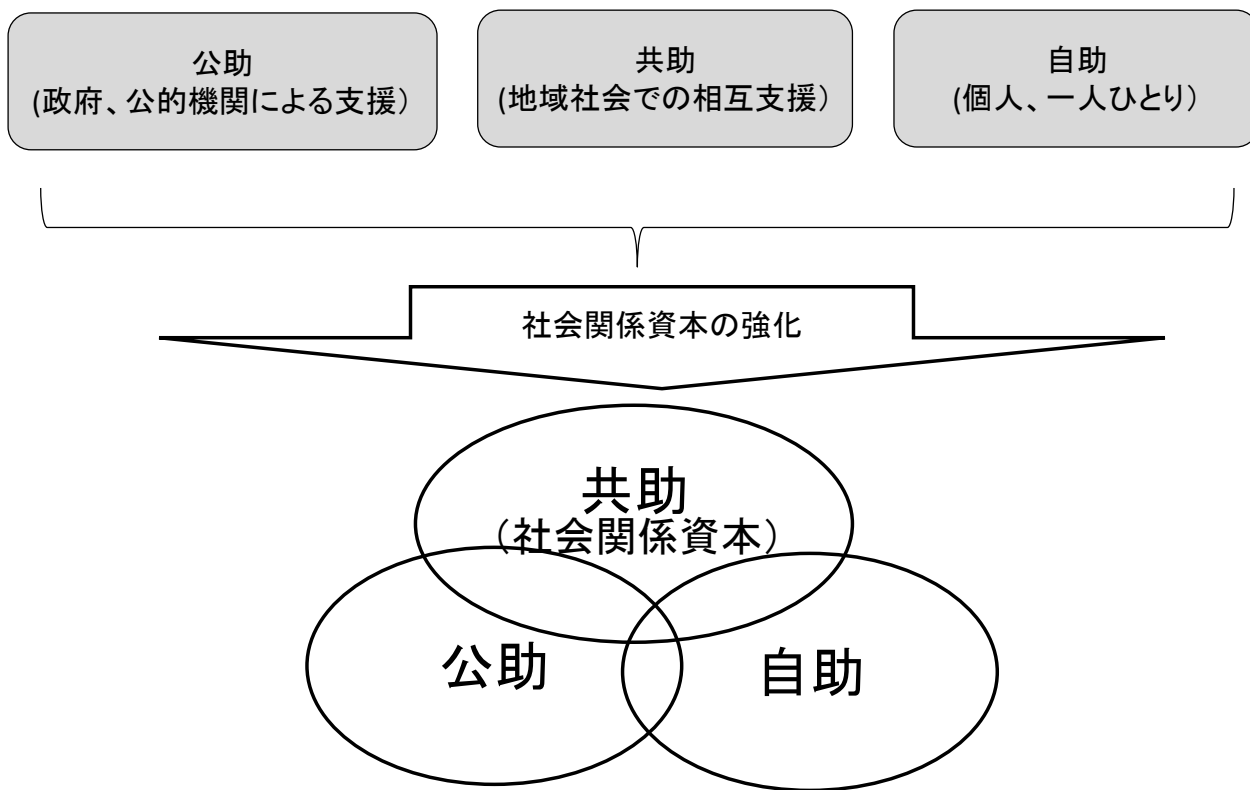 公助
(政府、公的機関による支援)
共助
(地域社会での相互支援)
自助
(個人、一人ひとり)
社会関係資本の強化
共助
(社会関係資本)
公助
自助